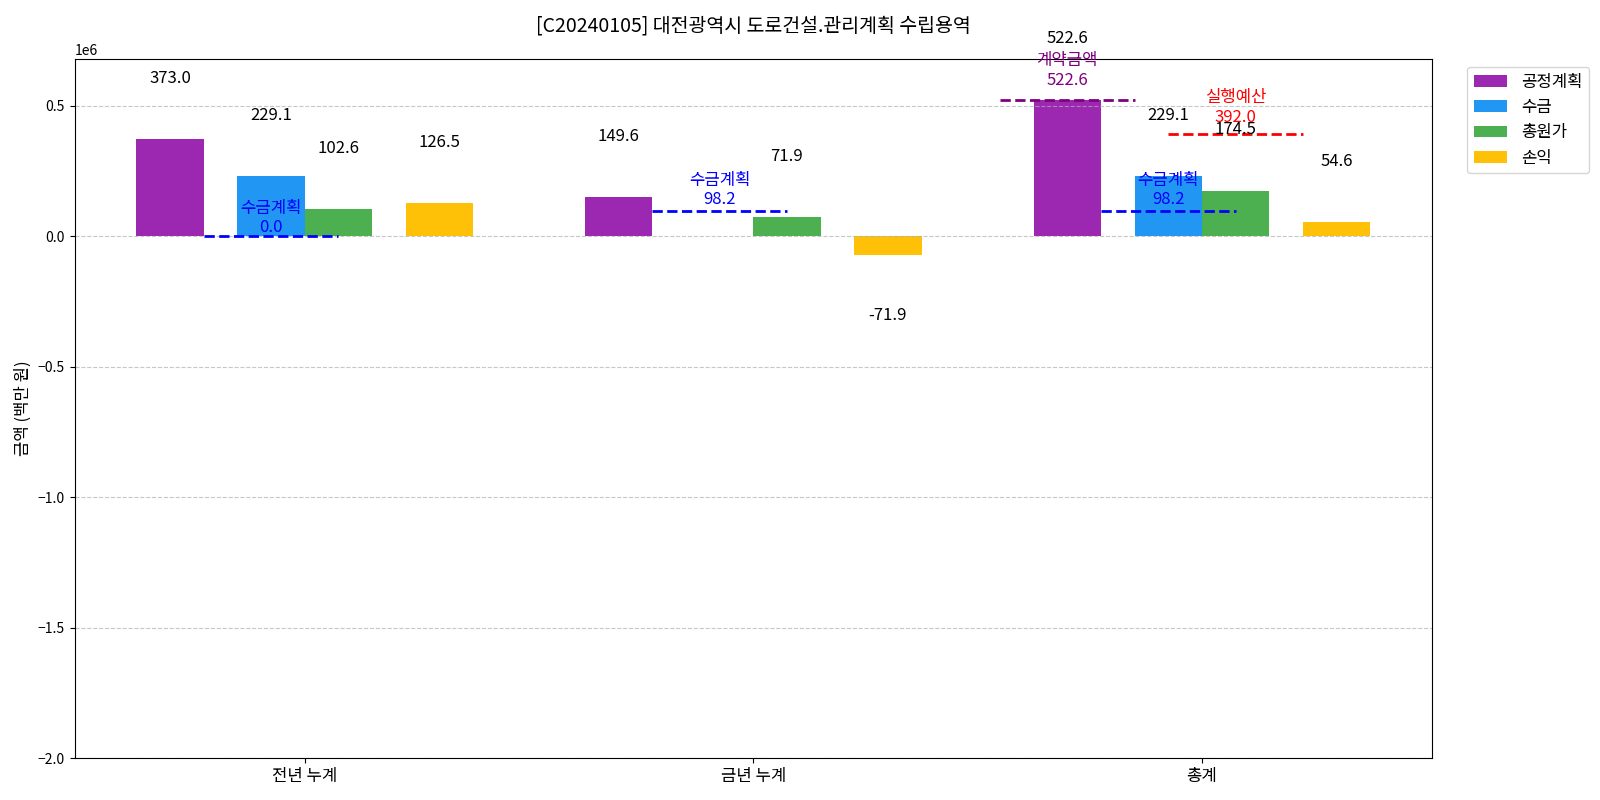 [C20240105] 대전광역시 도로건설.관리계획 수립용역
1e6
공정계획
수금
총원가
손익
금액 (백만 원)
0.5
0.0
−0.5
−1.0
−1.5
−2.0
373.0
229.1
102.6
126.5
수금계획
0.0
149.6
수금계획
98.2
71.9
-71.9
522.6
계약금액
522.6
229.1
수금계획
98.2
실행예산
392.0
174.5
54.6
전년 누계
금년 누계
총계